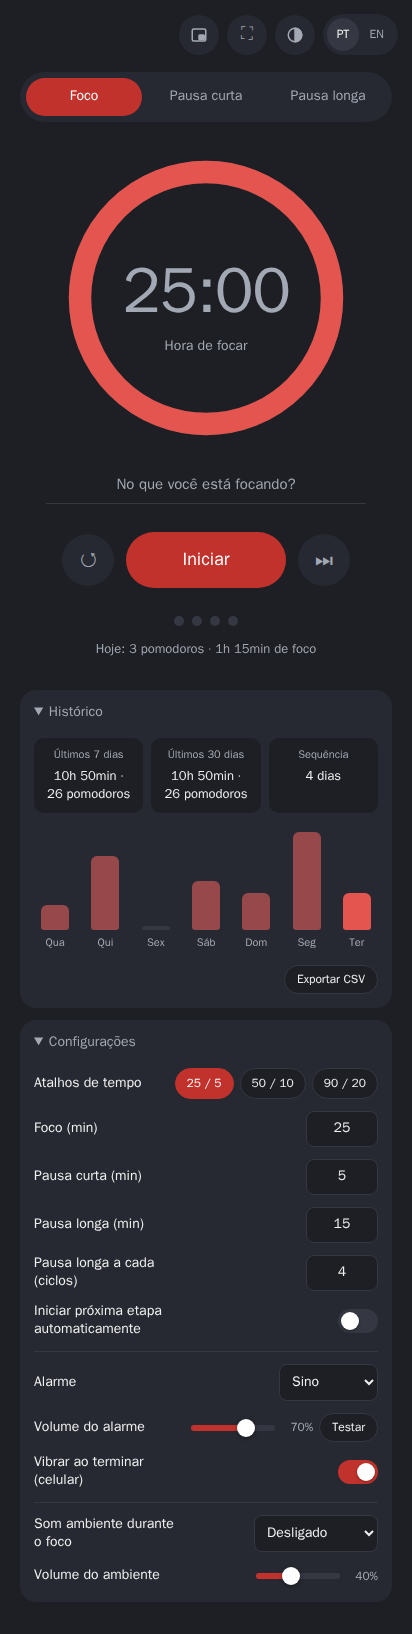 PT EN
Foco Pausa curta Pausa longa
25:00
Hora de focar
No que você está focando?
Iniciar
Hoje: 3 pomodoros · 1h 15min de foco
Histórico
Últimos 7 dias Últimos 30 dias Sequência
10h 50min · 10h 50min · 4 dias
26 pomodoros 26 pomodoros
Qua Qui Sex Sáb Dom Seg Ter
Exportar CSV
Configurações
Atalhos de tempo 25 / 5 50 / 10 90 / 20
Foco (min) 25
Pausa curta (min) 5
Pausa longa (min) 15
Pausa longa a cada
(ciclos) 4
Iniciar próxima etapa
automaticamente
Alarme Sino
Volume do alarme 70% Testar
Vibrar ao terminar
(celular)
Som ambiente durante
o foco Desligado
Volume do ambiente 40%